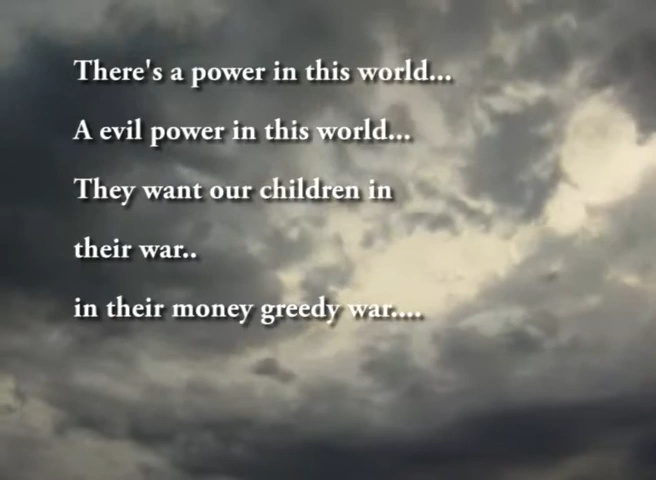 There's a power in this world...
A evil power in this world...
They want our children in
their war..
in their money greedy war....